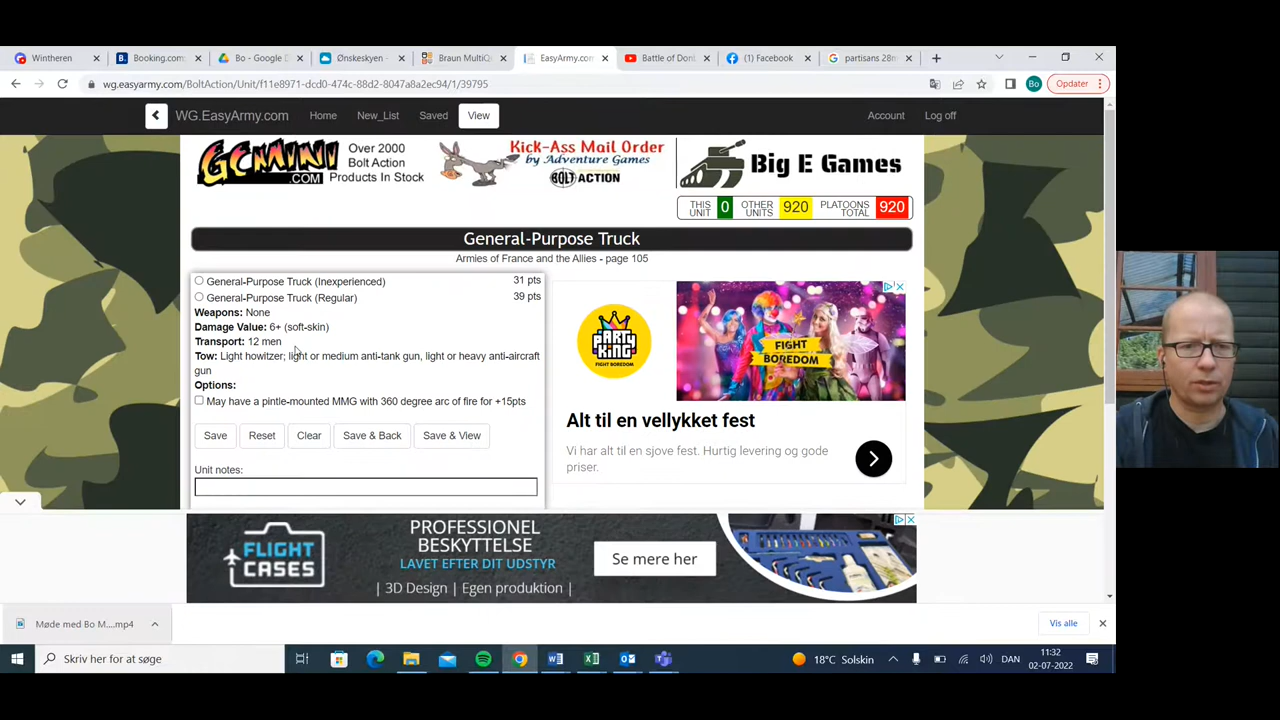 Wintheren
Booking.com:
Bo - Google D
Ønskeskyen -
Braun MultiQ
EasyArmy.com
Battle of Donb
(1) Facebook
partisans 28m
wg.easyarmy.com/BoltAction/Unit/f11e8971-dcd0-474c-88d2-8047a8a2ec94/1/39795
Bo
Opdater
WG.EasyArmy.com
Home
New_List
Saved
View
Account
Log off
GCMINI
.COM
Over 2000
Bolt Action
Products In Stock
Kick-Ass Mail Order
by Adventure Games
BOLT ACTION
Big E Games
THIS UNIT 0 OTHER UNITS 920 PLATOONS TOTAL 920
General-Purpose Truck
Armies of France and the Allies - page 105
General-Purpose Truck (Inexperienced) 31 pts
General-Purpose Truck (Regular) 39 pts
Weapons: None
Damage Value: 6+ (soft-skin)
Transport: 12 men
Tow: Light howitzer; light or medium anti-tank gun, light or heavy anti-aircraft
gun
Options:
May have a pintle-mounted MMG with 360 degree arc of fire for +15pts
Save
Reset
Clear
Save & Back
Save & View
Unit notes:
PARTY
KING
FIGHT BOREDOM
FIGHT
BOREDOM
Alt til en vellykket fest
Vi har alt til en sjove fest. Hurtig levering og gode
priser.
FLIGHT
CASES
PROFESSIONEL
BESKYTTELSE
LAVET EFTER DIT UDSTYR
| 3D Design | Egen produktion |
Se mere her
Møde med Bo M....mp4
Vis alle
Skriv her for at søge
18°C Solskin
DAN
11:32
02-07-2022